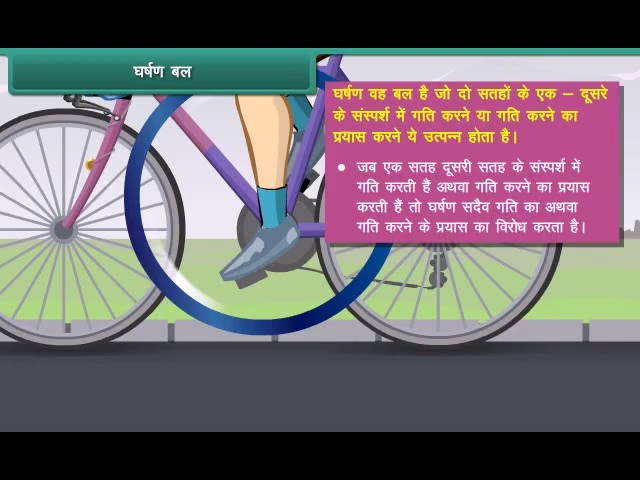 घर्षण बल
घर्षण वह बल है जो दो सतहों के एक – दूसरे
के संस्पर्श में गति करने या गति करने का
प्रयास करने ये उत्पन्न होता है।
• जब एक सतह दूसरी सतह के संस्पर्श में
गति करती हैं अथवा गति करने का प्रयास
करती हैं तो घर्षण सदैव गति का अथवा
गति करने के प्रयास का विरोध करता है।